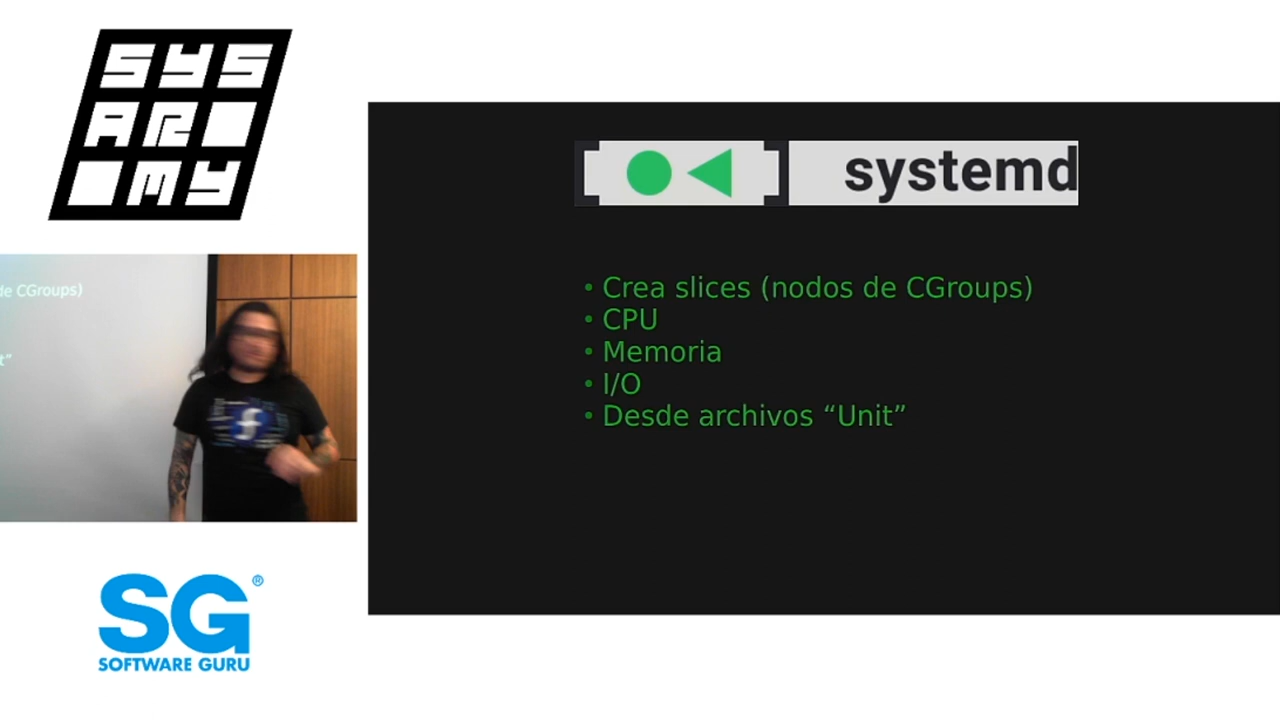 SYS
AR
MY
de CGroups)
t”
SG®
SOFTWARE GURU
systemd
• Crea slices (nodos de CGroups)
• CPU
• Memoria
• I/O
• Desde archivos “Unit”